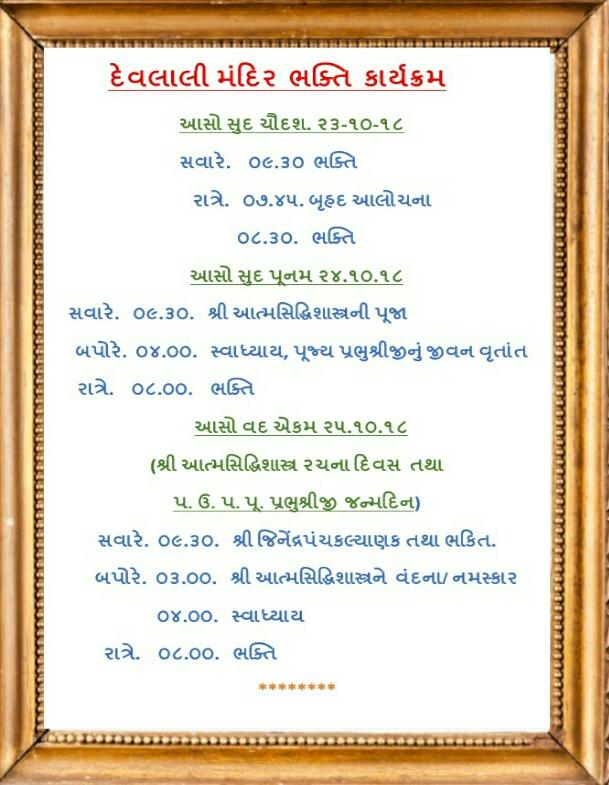 દેવલાલી મંદિર ભક્તિ કાર્યક્રમ
આસો સુદ ચૌદશ. ૨૩-૧૦-૧૮
સવારે. ૦૯.૩૦ ભક્તિ
રાત્રે. ૦૭.૪૫. બૃહદ આલોચના
૦૮.૩૦. ભક્તિ
આસો સુદ પૂનમ ૨૪.૧૦.૧૮
સવારે. ૦૯.૩૦. શ્રી આત્મસિદ્ધિશાસ્ત્રની પૂજા
બપોરે. ૦૪.૦૦. સ્વાધ્યાય, પૂજ્ય પ્રભુશ્રીજીનું જીવન વૃતાંત
રાત્રે. ૦૮.૦૦. ભક્તિ
આસો વદ એકમ ૨૫.૧૦.૧૮
(શ્રી આત્મસિદ્ધિશાસ્ત્ર રચના દિવસ તથા
પ. ઉ. પ. પૂ. પ્રભુશ્રીજી જન્મદિન)
સવારે. ૦૯.૩૦. શ્રી જિનેંદ્રપંચકલ્યાણક તથા ભકિત.
બપોરે. ૦૩.૦૦. શ્રી આત્મસિદ્ધિશાસ્ત્રને વંદના/ નમસ્કાર
૦૪.૦૦. સ્વાધ્યાય
રાત્રે. ૦૮.૦૦. ભક્તિ
********